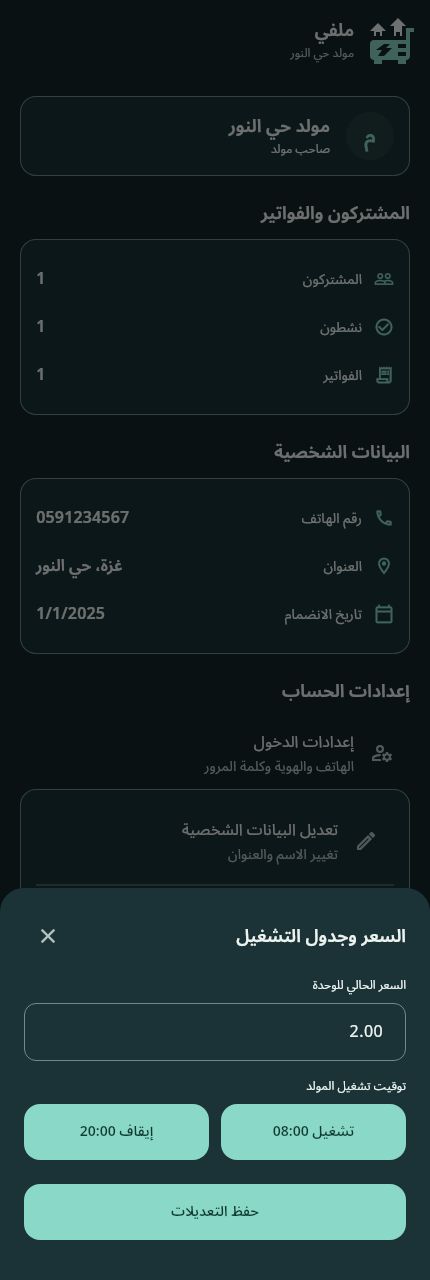 ملفي
مولد حي النور
م
مولد حي النور
صاحب مولد
المشتركون والفواتير
المشتركون 1
نشطون 1
الفواتير 1
البيانات الشخصية
رقم الهاتف 0591234567
العنوان غزة، حي النور
تاريخ الانضمام 1/1/2025
إعدادات الحساب
إعدادات الدخول
الهاتف والهوية وكلمة المرور
تعديل البيانات الشخصية
تغيير الاسم والعنوان
السعر وجدول التشغيل
السعر الحالي للوحدة
2.00
توقيت تشغيل المولد
تشغيل 08:00 إيقاف 20:00
حفظ التعديلات